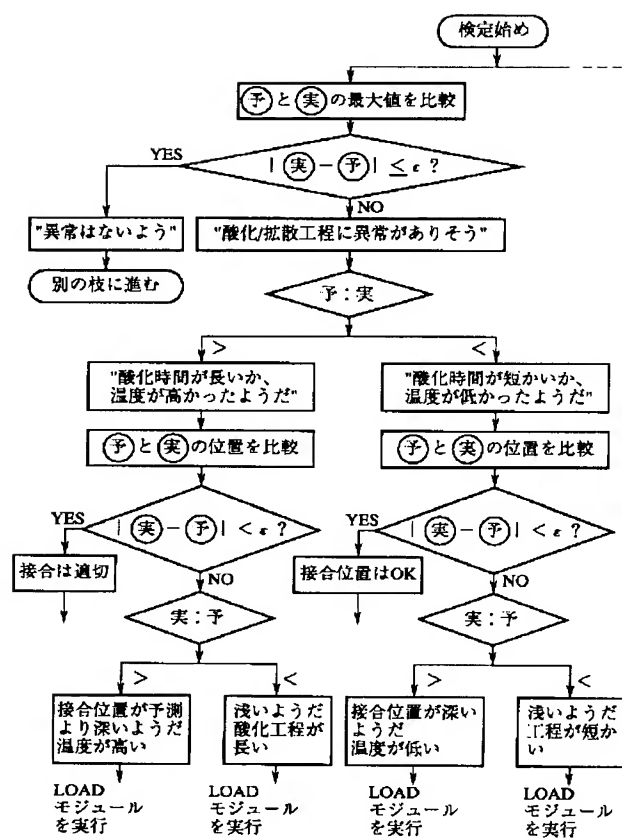 検定始め
予と実の最大値を比較
|実－予|≤ε?
YES
NO
"異常はないよう"
"酸化/拡散工程に異常がありそう"
別の枝に進む
予:実
>
<
"酸化時間が長いか、
温度が高かったようだ"
"酸化時間が短かいか、
温度が低かったようだ"
予と実の位置を比較
予と実の位置を比較
|実－予|<ε?
YES
NO
|実－予|<ε?
YES
NO
接合は適切
接合位置はOK
実:予
実:予
>
<
>
<
接合位置が予測
より深いようだ
温度が高い
浅いようだ
酸化工程が
長い
接合位置が深い
ようだ
温度が低い
浅いようだ
工程が短か
い
LOAD
モジュール
を実行
LOAD
モジュール
を実行
LOAD
モジュール
を実行
LOAD
モジュール
を実行